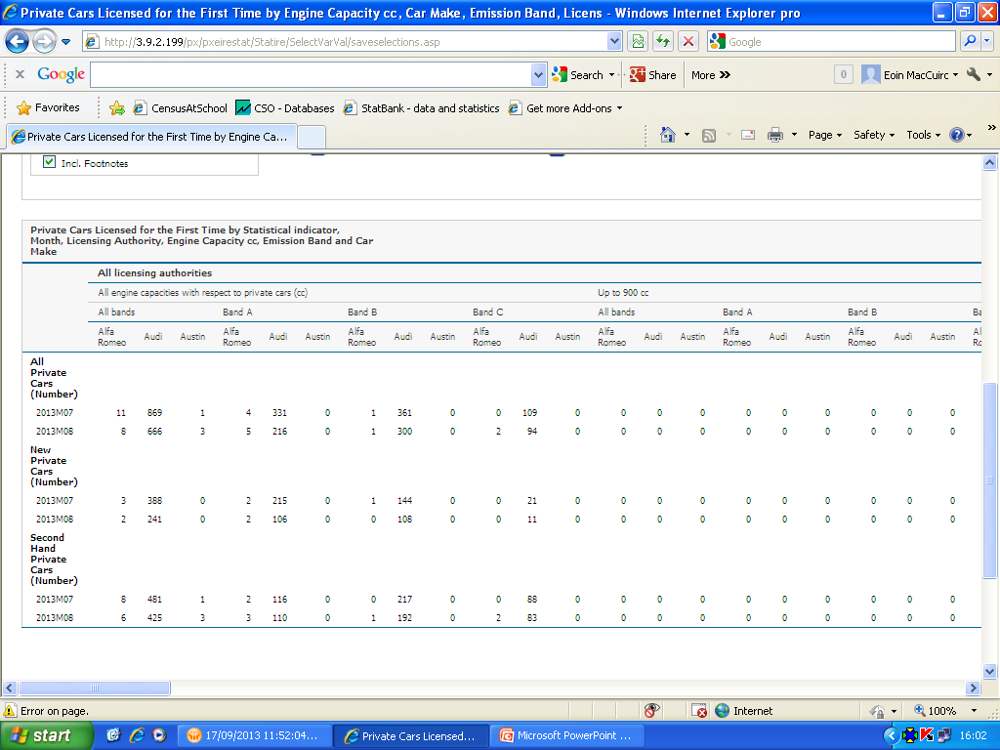 Private Cars Licensed for the First Time by Engine Capacity cc, Car Make, Emission Band, Licens - Windows Internet Explorer pro
http://3.9.2.199/px/pxeirestat/Statire/SelectVarVal/saveselections.asp
Google
x Google Search Share More » 0 Eoin MacCuirc
Favorites CensusAtSchool CSO - Databases StatBank - data and statistics Get more Add-ons
Private Cars Licensed for the First Time by Engine Ca... Page Safety Tools »
Incl. Footnotes
Private Cars Licensed for the First Time by Statistical indicator,
Month, Licensing Authority, Engine Capacity cc, Emission Band and Car
Make
All licensing authorities
All engine capacities with respect to private cars (cc) Up to 900 cc
All bands Band A Band B Band C All bands Band A Band B Ba
Alfa Romeo Audi Austin Alfa Romeo Audi Austin Alfa Romeo Audi Austin Alfa Romeo Audi Austin Alfa Romeo Audi Austin Alfa Romeo Audi Austin Alfa Romeo Audi Austin
All
Private
Cars
(Number)
2013M07 11 869 1 4 331 0 1 361 0 0 109 0 0 0 0 0 0 0 0 0 0
2013M08 8 666 3 5 216 0 1 300 0 2 94 0 0 0 0 0 0 0 0 0 0
New
Private
Cars
(Number)
2013M07 3 388 0 2 215 0 1 144 0 0 21 0 0 0 0 0 0 0 0 0 0
2013M08 2 241 0 2 106 0 0 108 0 0 11 0 0 0 0 0 0 0 0 0 0
Second
Hand
Private
Cars
(Number)
2013M07 8 481 1 2 116 0 0 217 0 0 88 0 0 0 0 0 0 0 0 0 0
2013M08 6 425 3 3 110 0 1 192 0 2 83 0 0 0 0 0 0 0 0 0 0
Error on page. Internet 100%
start 17/09/2013 11:52:04... Private Cars Licensed... Microsoft PowerPoint ... 16:02